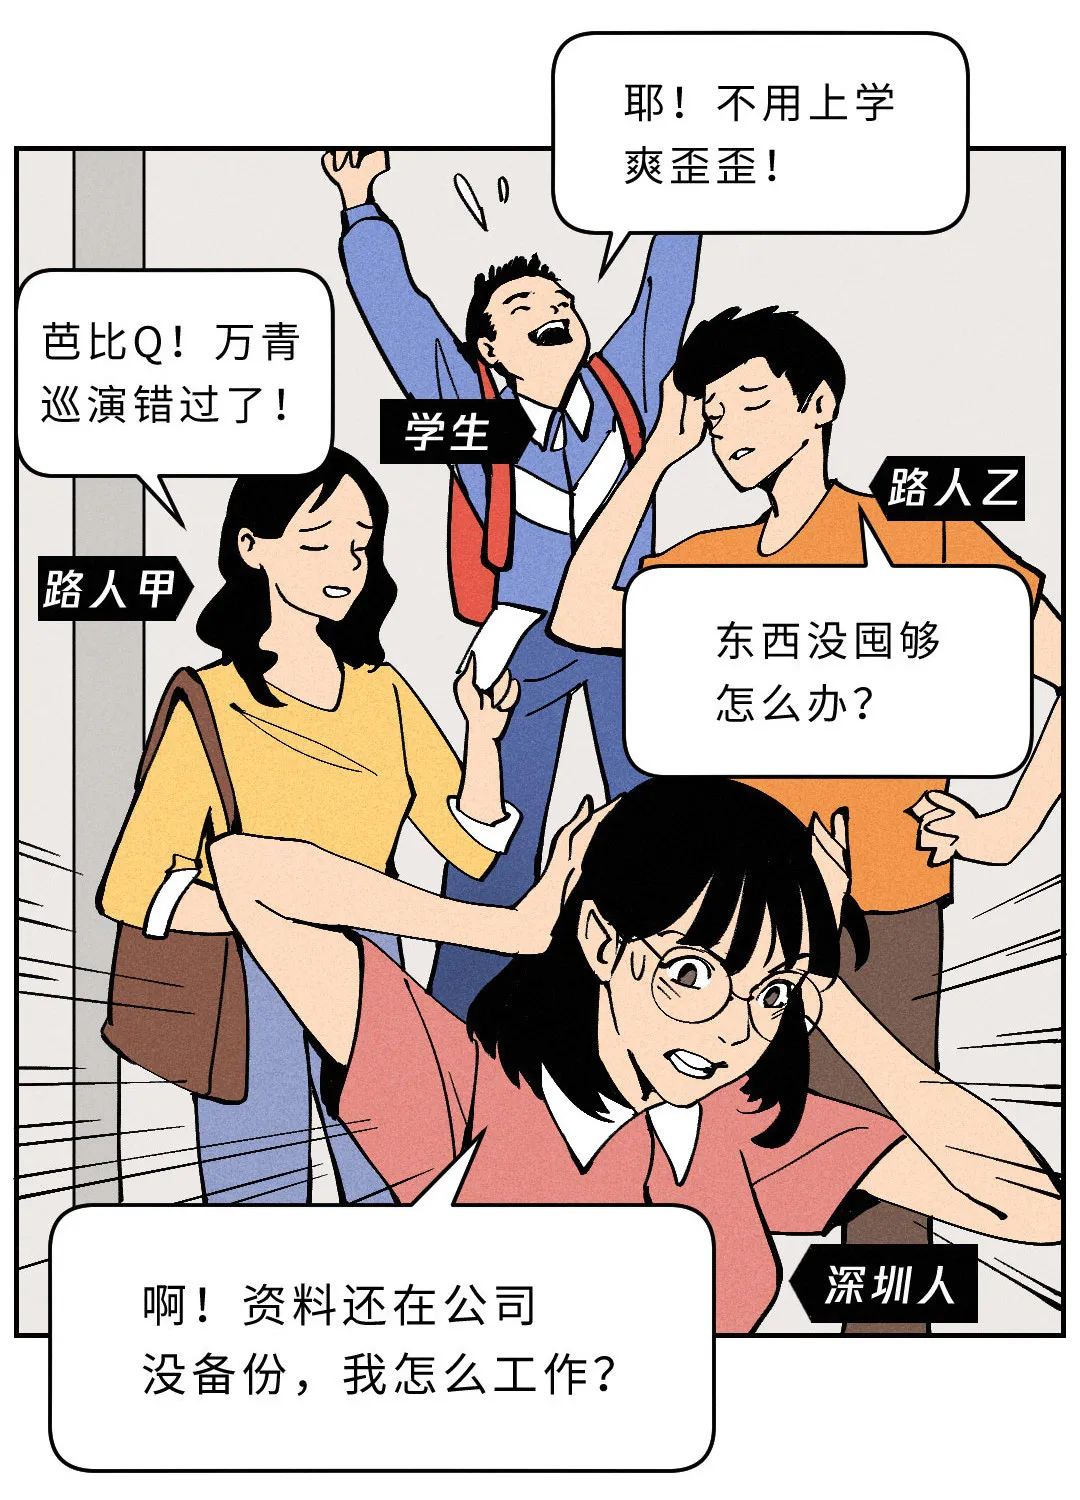 耶！不用上学
爽歪歪！
芭比Q！万青
巡演错过了！
学生
路人乙
路人甲
东西没囤够
怎么办？
啊！资料还在公司
没备份，我怎么工作？
深圳人